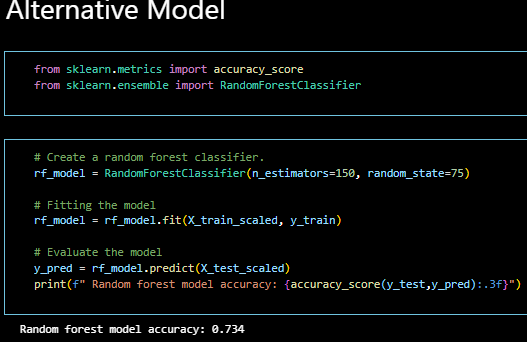 Alternative Model
from sklearn.metrics import accuracy_score
from sklearn.ensemble import RandomForestClassifier
# Create a random forest classifier.
rf_model = RandomForestClassifier(n_estimators=150, random_state=75)
# Fitting the model
rf_model = rf_model.fit(X_train_scaled, y_train)
# Evaluate the model
y_pred = rf_model.predict(X_test_scaled)
print(f" Random forest model accuracy: {accuracy_score(y_test,y_pred):.3f}")
Random forest model accuracy: 0.734